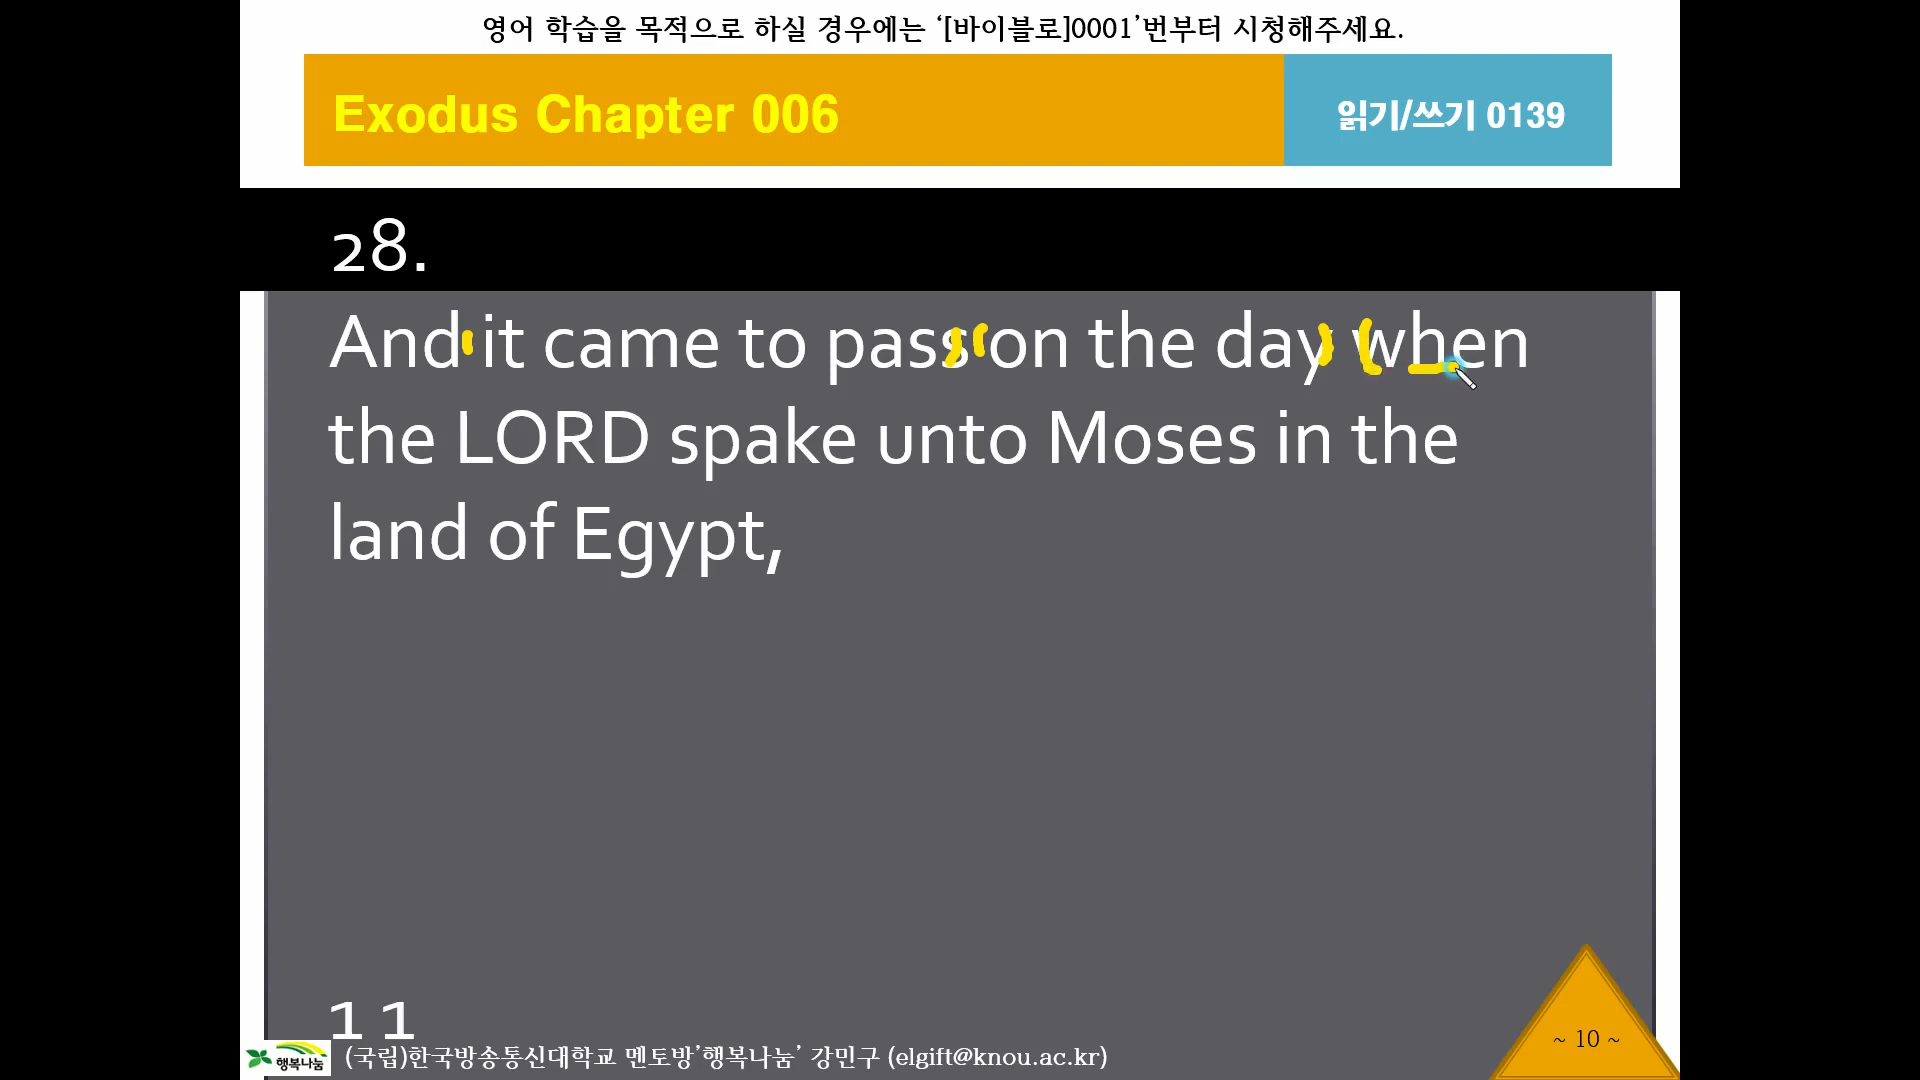 영어 학습을 목적으로 하실 경우에는 ‘[바이블로]0001’번부터 시청해주세요.
Exodus Chapter 006
읽기/쓰기 0139
28.
And it came to pass on the day when
the LORD spake unto Moses in the
land of Egypt,
11
행복나눔
(국립)한국방송통신대학교 멘토방’행복나눔’ 강민구 (elgift@knou.ac.kr)
~ 10 ~